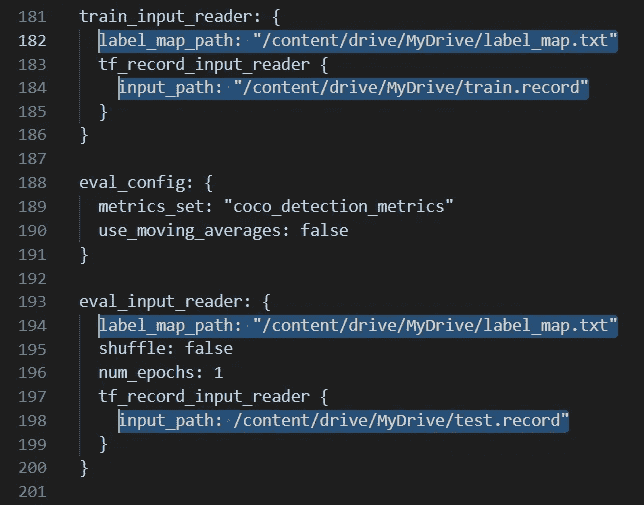 181 train_input_reader: {
182 label_map_path: "/content/drive/MyDrive/label_map.txt"
183 tf_record_input_reader {
184 input_path: "/content/drive/MyDrive/train.record"
185 }
186 }
187
188 eval_config: {
189 metrics_set: "coco_detection_metrics"
190 use_moving_averages: false
191 }
192
193 eval_input_reader: {
194 label_map_path: "/content/drive/MyDrive/label_map.txt"
195 shuffle: false
196 num_epochs: 1
197 tf_record_input_reader {
198 input_path: /content/drive/MyDrive/test.record"
199 }
200 }
201